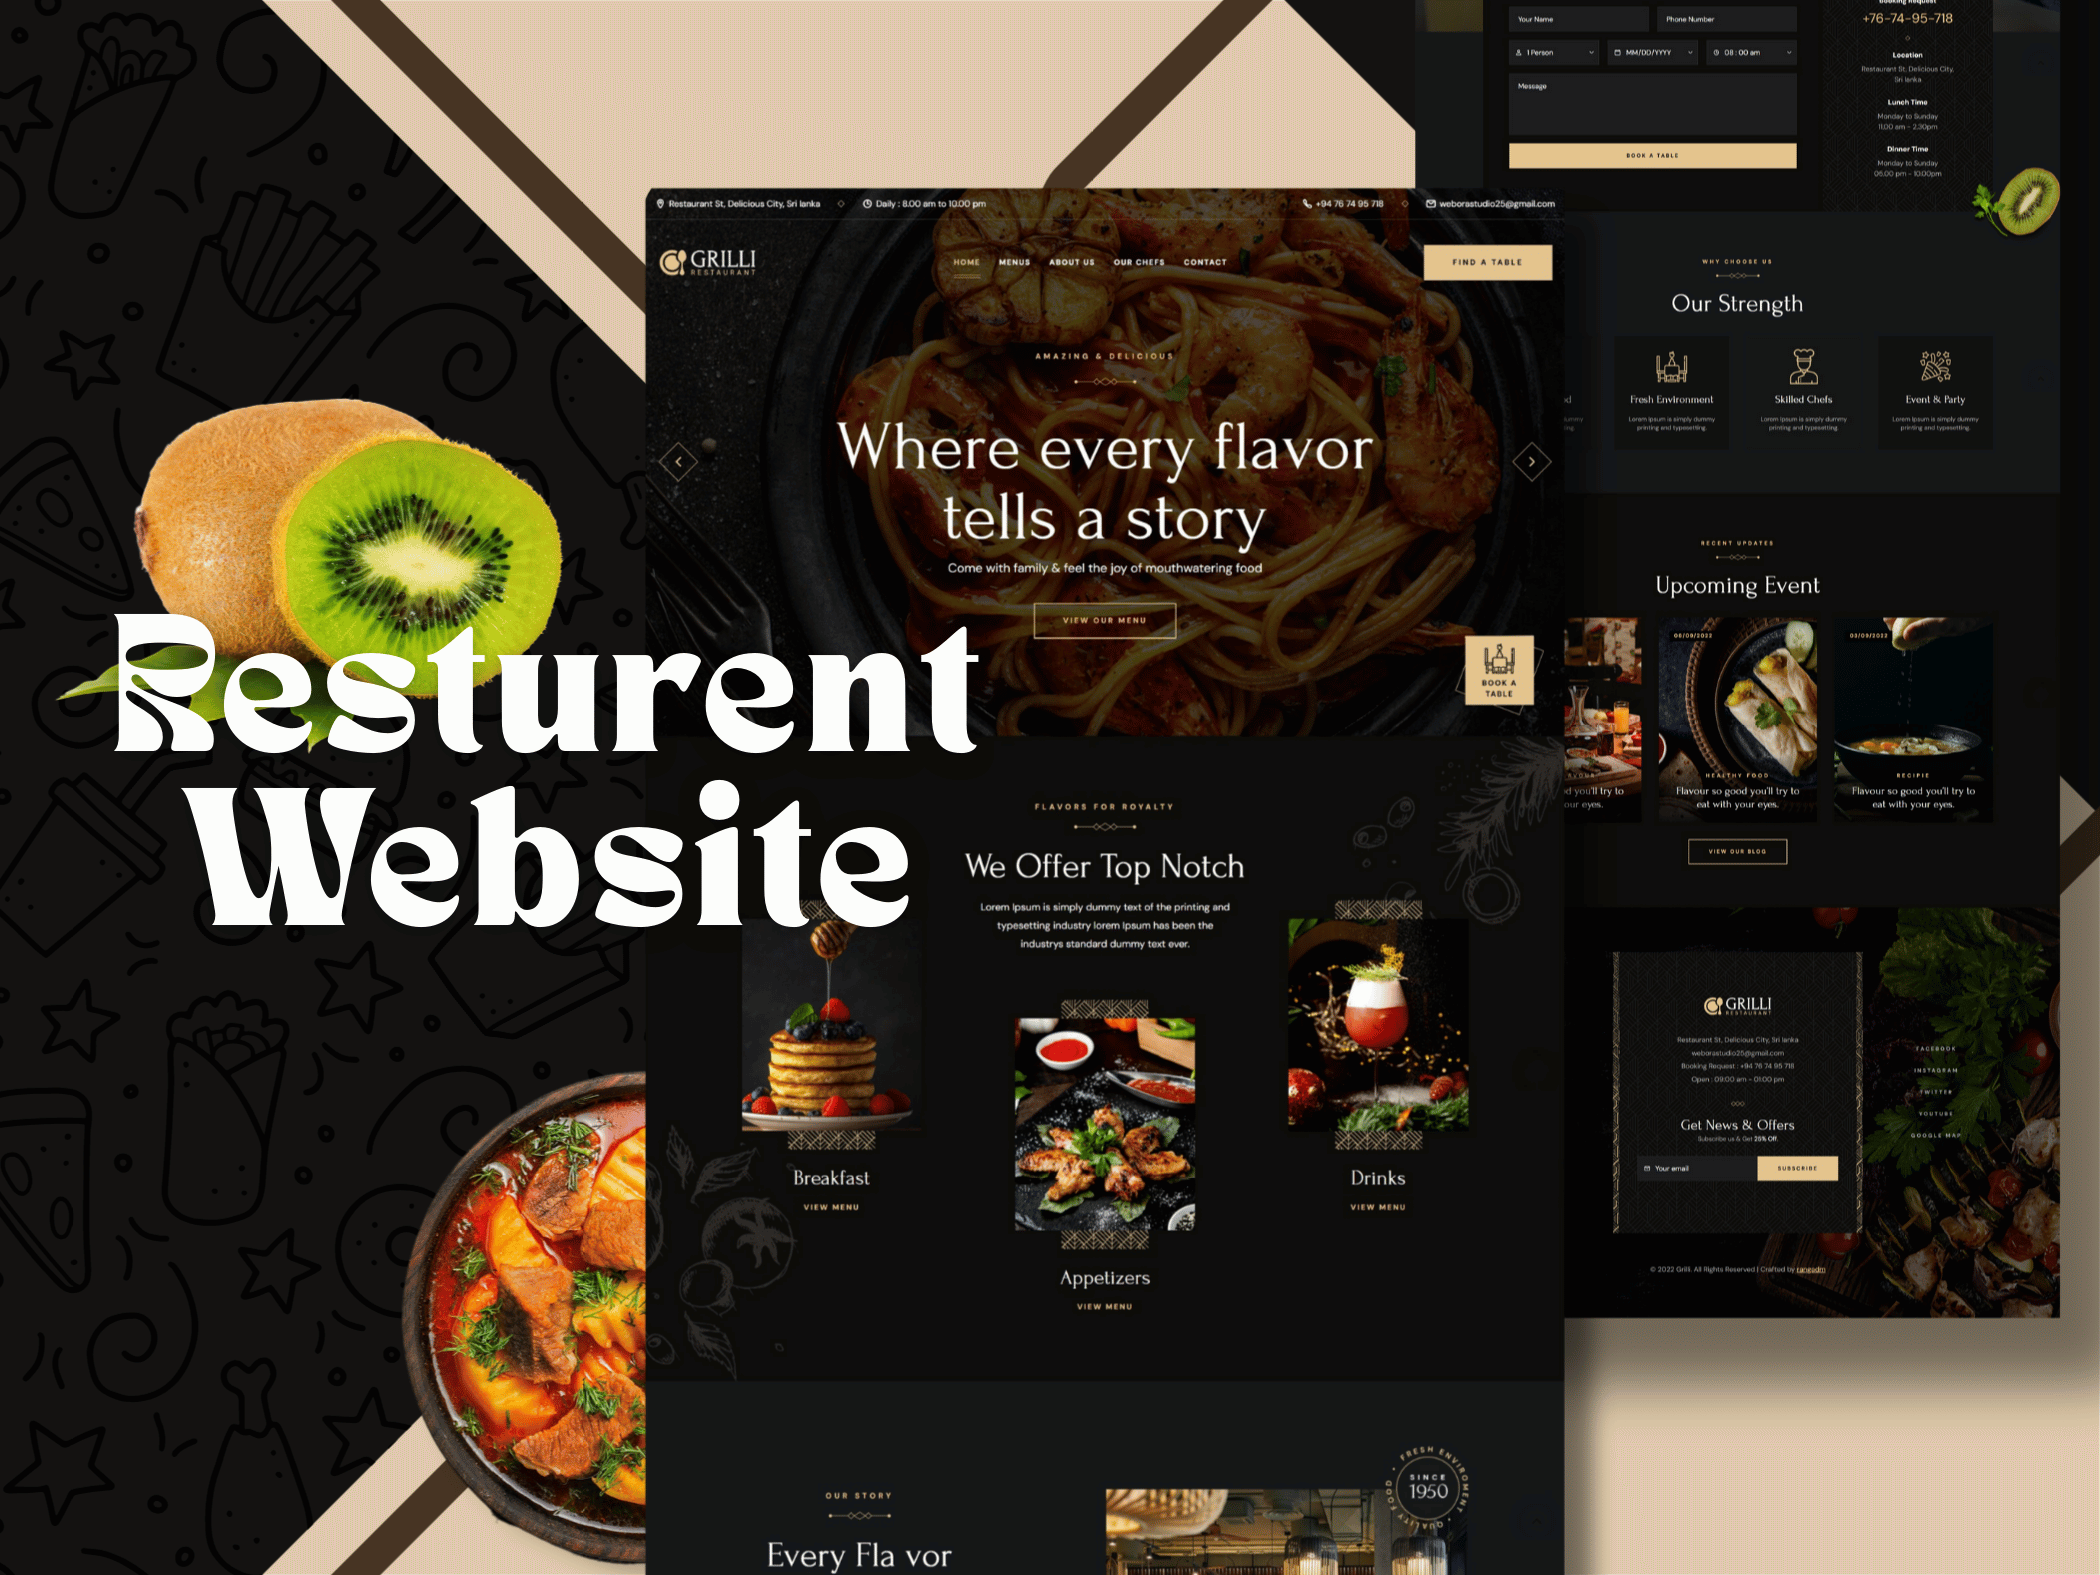 Resturent
Website
Restaurant St, Delicious City, Sri lanka
Daily : 8.00 am to 10.00 pm
+94 76 74 95 718
weborastudio25@gmail.com
GRILLI
RESTAURANT
HOME
MENUS
ABOUT US
OUR CHEFS
CONTACT
FIND A TABLE
AMAZING & DELICIOUS
Where every flavor
tells a story
Come with family & feel the joy of mouthwatering food
VIEW OUR MENU
BOOK A
TABLE
FLAVORS FOR ROYALTY
We Offer Top Notch
Lorem Ipsum is simply dummy text of the printing and
typesetting industry lorem Ipsum has been the
industrys standard dummy text ever.
Breakfast
VIEW MENU
Appetizers
VIEW MENU
Drinks
VIEW MENU
OUR STORY
Every Fla vor
FRESH ENVIROMENT • QUALITY FOOD •
SINCE
1950
Your Name
Phone Number
1 Person
MM/DD/YYYY
08 : 00 am
Message
BOOK A TABLE
Booking Request
+76-74-95-718
Location
Restaurant St, Delicious City,
Sri lanka
Lunch Time
Monday to Sunday
11.00 am - 2.30pm
Dinner Time
Monday to Sunday
06.00 pm - 10.00pm
WHY CHOOSE US
Our Strength
Fresh Environment
Lorem Ipsum is simply dummy
printing and typesetting.
Skilled Chefs
Lorem Ipsum is simply dummy
printing and typesetting.
Event & Party
Lorem Ipsum is simply dummy
printing and typesetting.
RECENT UPDATES
Upcoming Event
d you'll try to
our eyes.
HEALTHY FOOD
Flavour so good you'll try to
eat with your eyes.
RECIPIE
Flavour so good you'll try to
eat with your eyes.
VIEW OUR BLOG
GRILLI
RESTAURANT
Restaurant St, Delicious City, Sri lanka
weborastudio25@gmail.com
Booking Request : +94 76 74 95 718
Open : 09:00 am - 01:00 pm
Get News & Offers
Subscribe us & Get 25% Off.
Your email
SUBSCRIBE
FACEBOOK
INSTAGRAM
TWITTER
YOUTUBE
GOOGLE MAP
© 2022 Grilli. All Rights Reserved | Crafted by rangadm